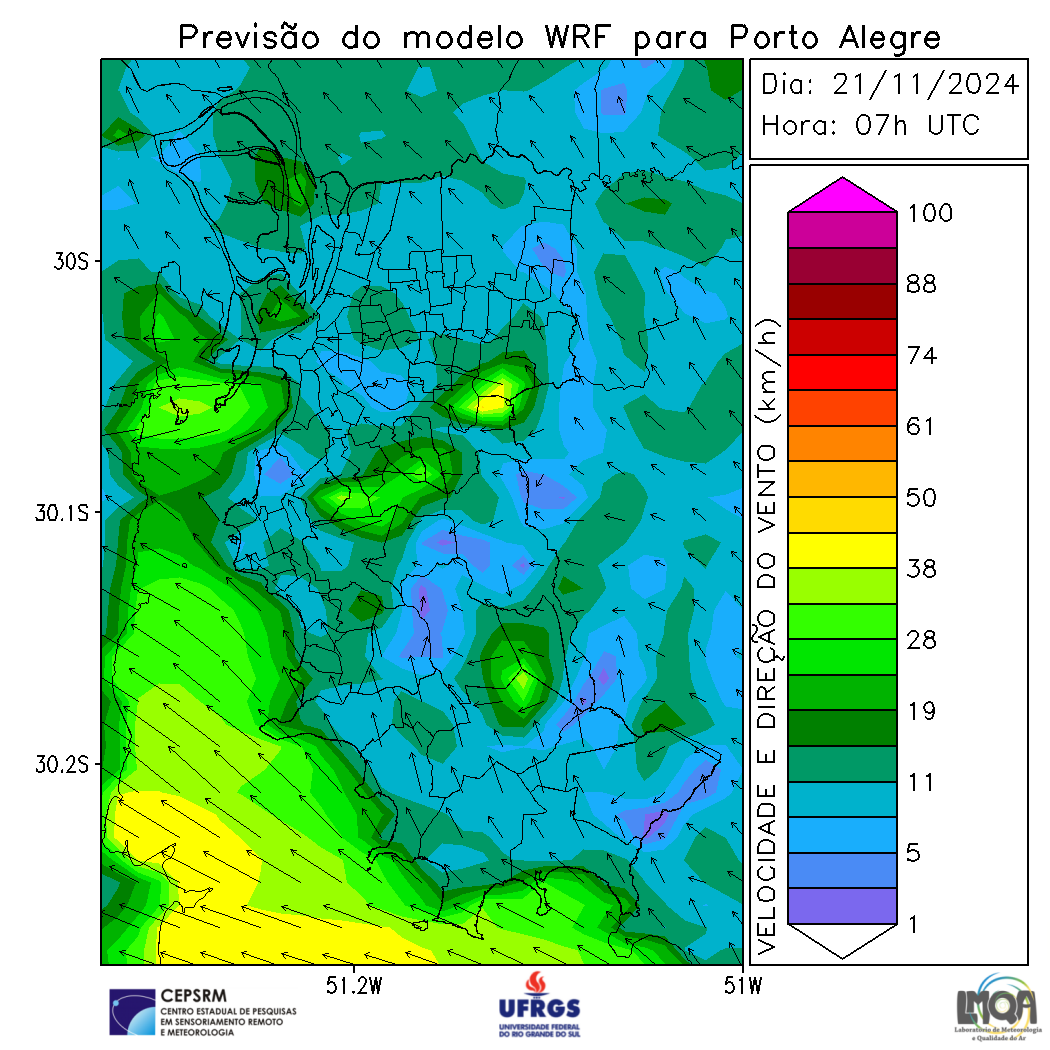 Previsão do modelo WRF para Porto Alegre
Dia: 21/11/2024
Hora: 07h UTC
30S
30.1S
30.2S
51.2W
51W
VELOCIDADE E DIREÇÃO DO VENTO (km/h)
100
88
74
61
50
38
28
19
11
5
1
CEPSRM
CENTRO ESTADUAL DE PESQUISAS
EM SENSORIAMENTO REMOTO
E METEOROLOGIA
UFRGS
UNIVERSIDADE FEDERAL
DO RIO GRANDE DO SUL
LMQA
Laboratório de Meteorologia
e Qualidade do Ar